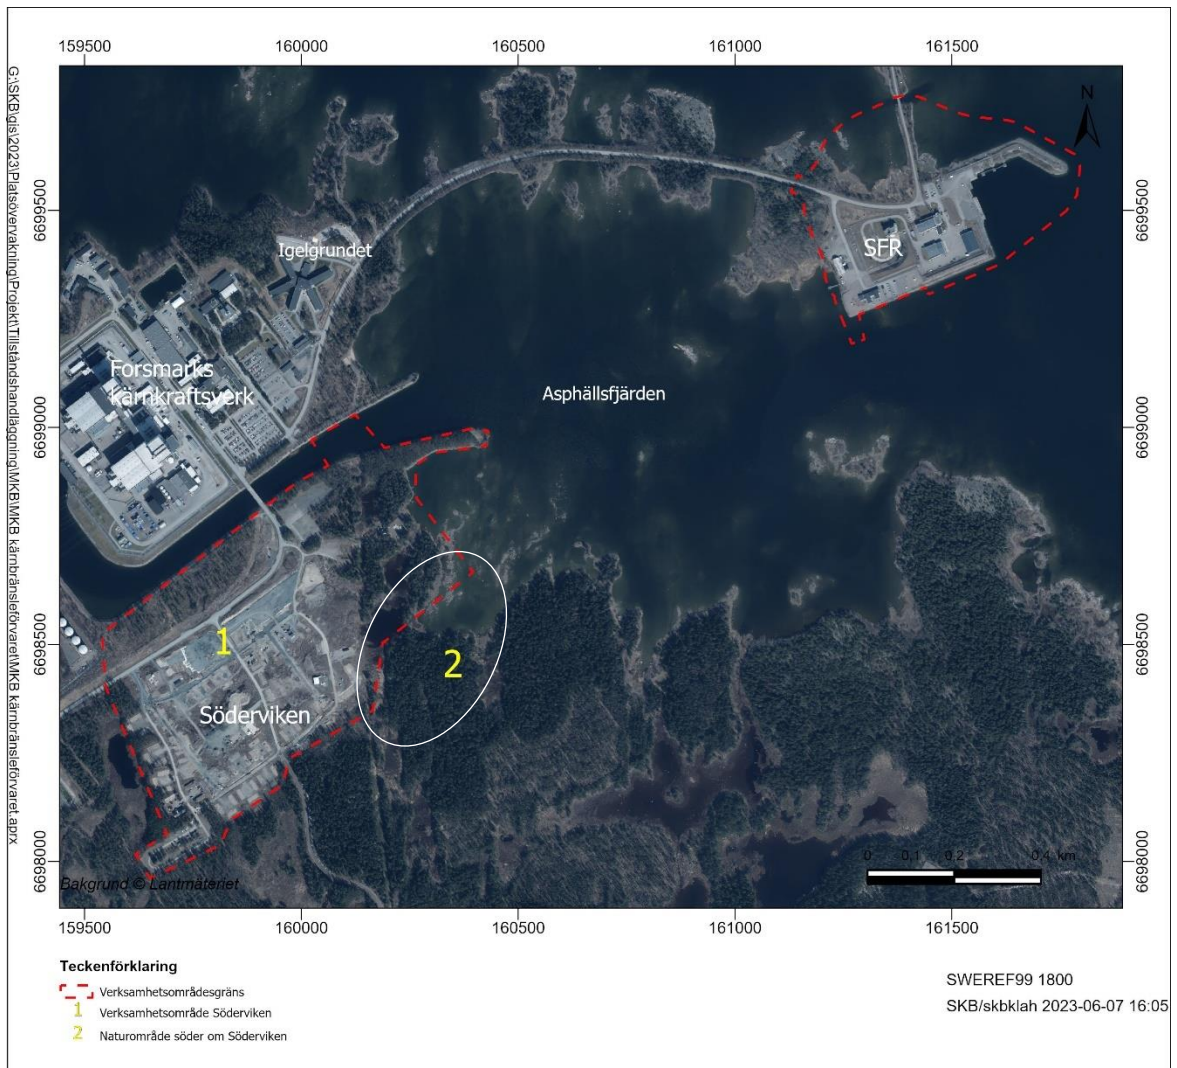 159500 160000 160500 161000 161500
G:\SKB\gis\2023\Platsövervakning\Projekt\Tillståndshandläggning\MKB kärnbränsleförvaret\MKB kärnbränsleförvaret.aprx
N
6699500
6699500
Igelgrundet
SFR
Forsmarks
kärnkraftsverk
Asphällsfjärden
6699000
6699000
1
2
6698500
6698500
Söderviken
6698000
6698000
0 0,1 0,2 0,4 km
Bakgrund © Lantmäteriet
159500 160000 160500 161000 161500
Teckenförklaring
Verksamhetsområdesgräns
1 Verksamhetsområde Söderviken
2 Naturområde söder om Söderviken
SWEREF99 1800
SKB/skbklah 2023-06-07 16:05